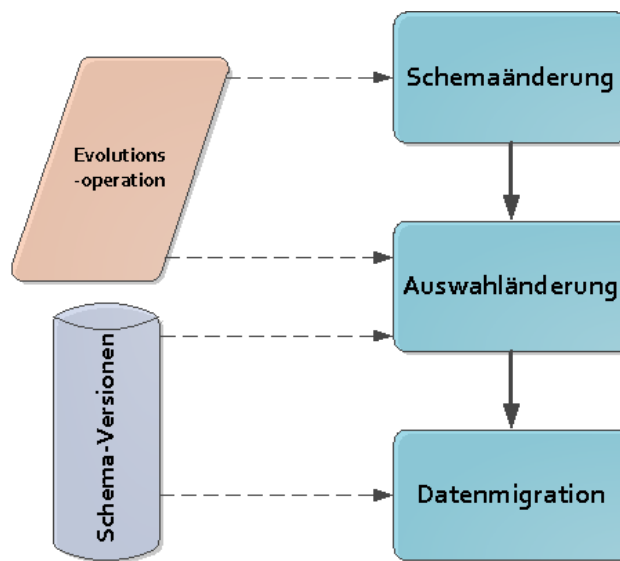 Schemaänderung
Evolutions
-operation
Auswahländerung
Schema-Versionen
Datenmigration